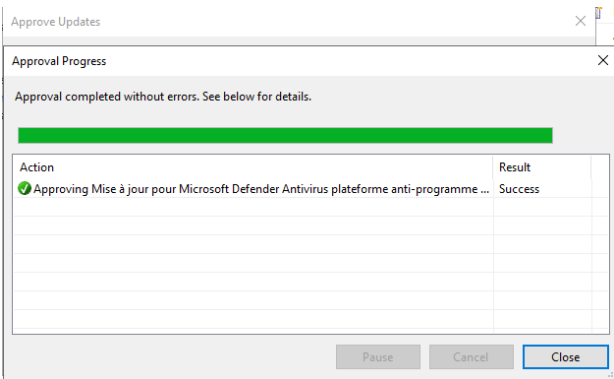 Approve Updates
Approval Progress
Approval completed without errors. See below for details.
Action Result
Approving Mise à jour pour Microsoft Defender Antivirus plateforme anti-programme ... Success
Pause Cancel Close